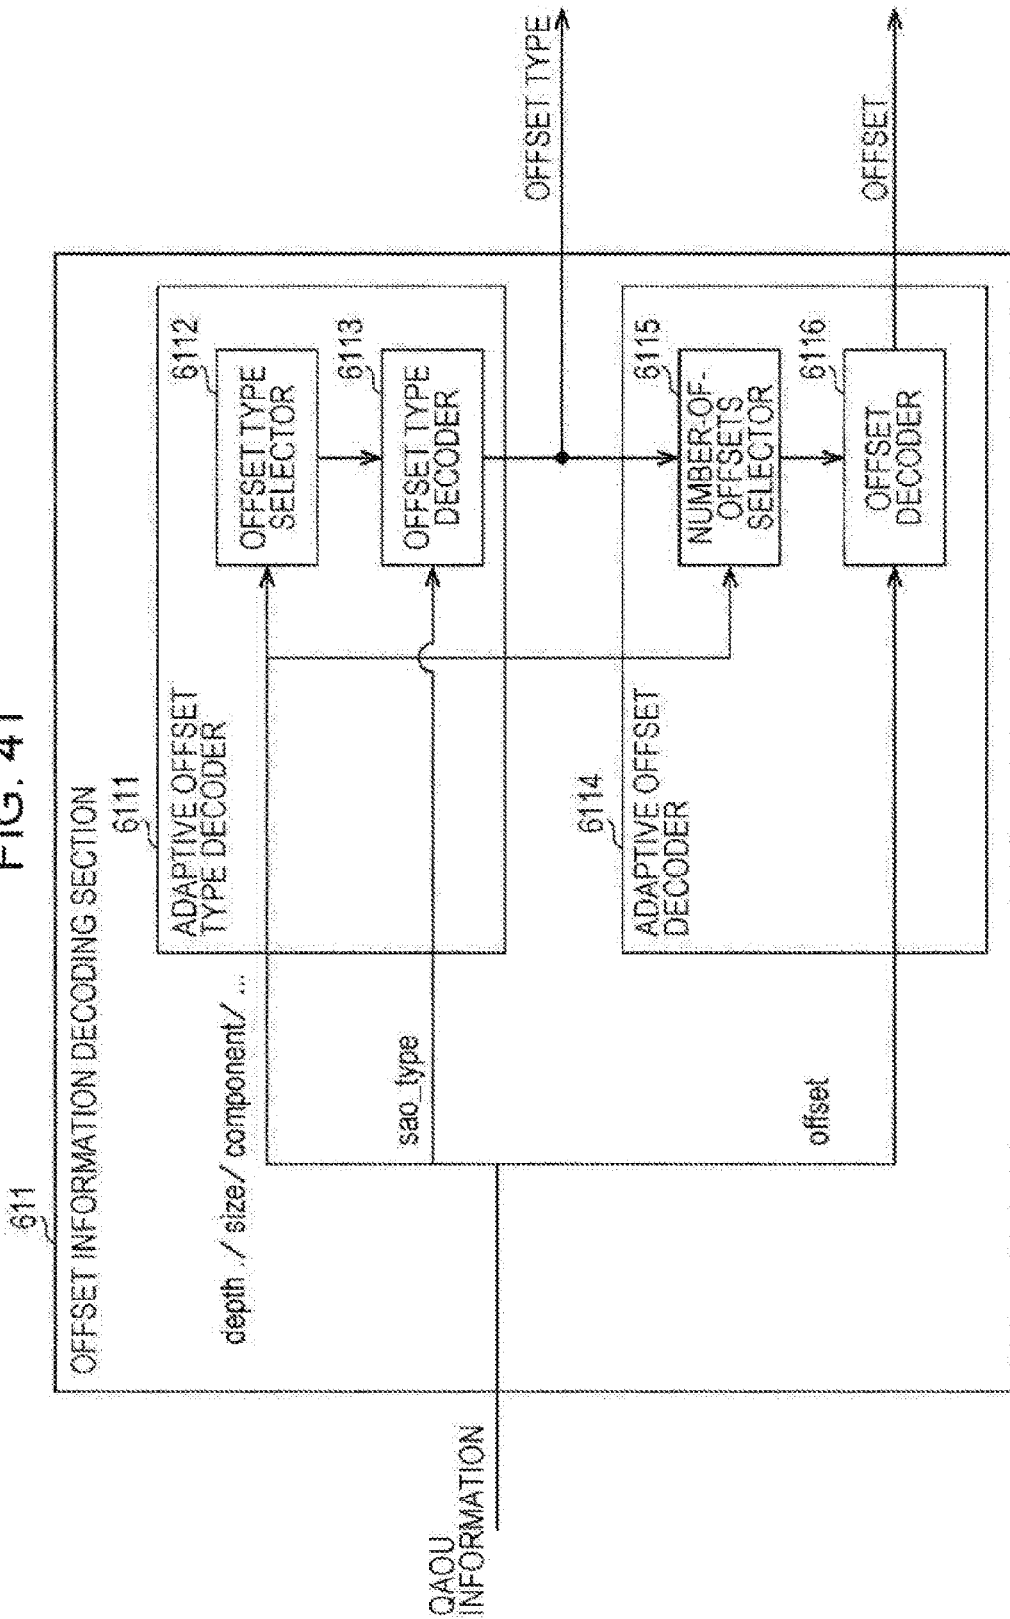 FIG. 41
611
OFFSET INFORMATION DECODING SECTION
6111
ADAPTIVE OFFSET
TYPE DECODER
6112
OFFSET TYPE
SELECTOR
6113
OFFSET TYPE
DECODER
depth / size/ component/ ...
sao_type
QAOU
INFORMATION
OFFSET TYPE
6114
ADAPTIVE OFFSET
DECODER
6115
NUMBER-OF-
OFFSETS
SELECTOR
6116
OFFSET
DECODER
offset
OFFSET